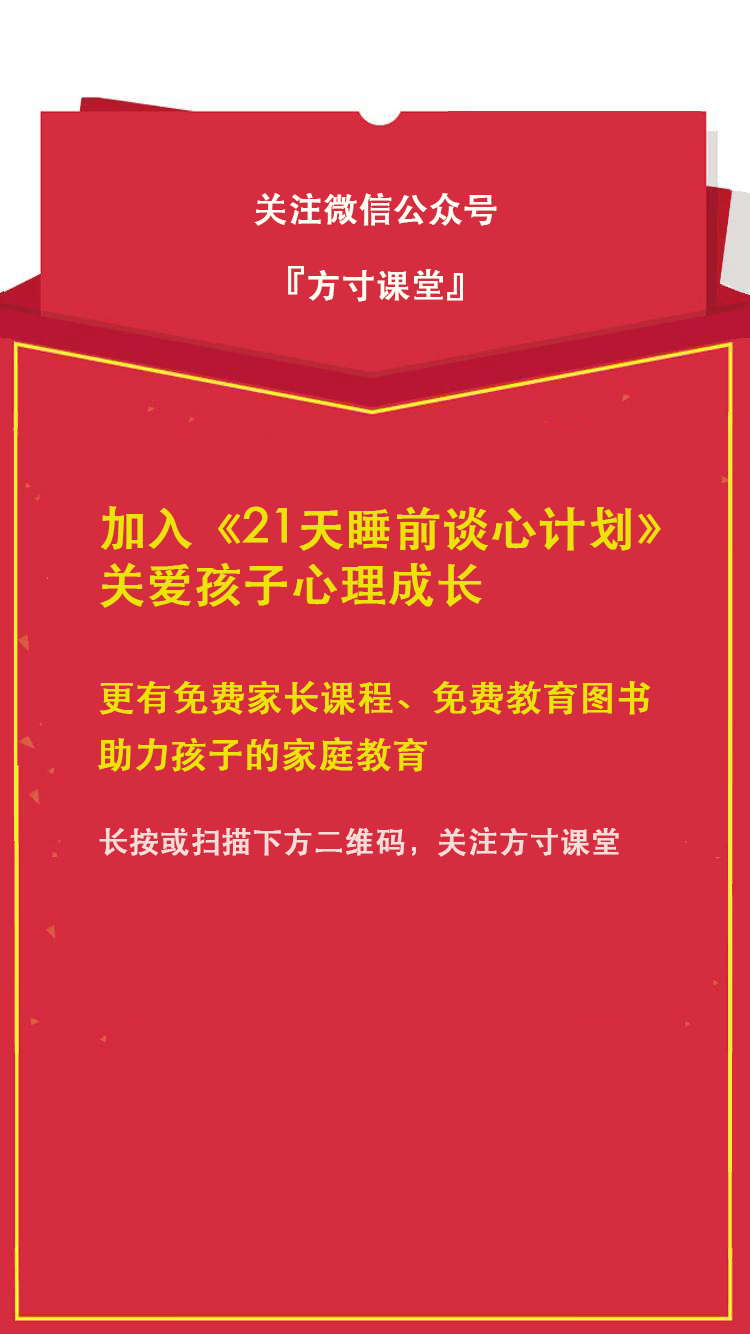 关注微信公众号
『方寸课堂』
加入《21天睡前谈心计划》
关爱孩子心理成长
更有免费家长课程、免费教育图书
助力孩子的家庭教育
长按或扫描下方二维码，关注方寸课堂